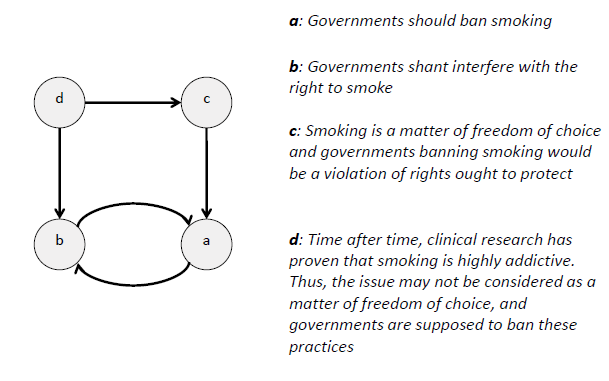 a: Governments should ban smoking
b: Governments shant interfere with the
right to smoke
d
c
c: Smoking is a matter of freedom of choice
and governments banning smoking would
be a violation of rights ought to protect
b
a
d: Time after time, clinical research has
proven that smoking is highly addictive.
Thus, the issue may not be considered as a
matter of freedom of choice, and
governments are supposed to ban these
practices